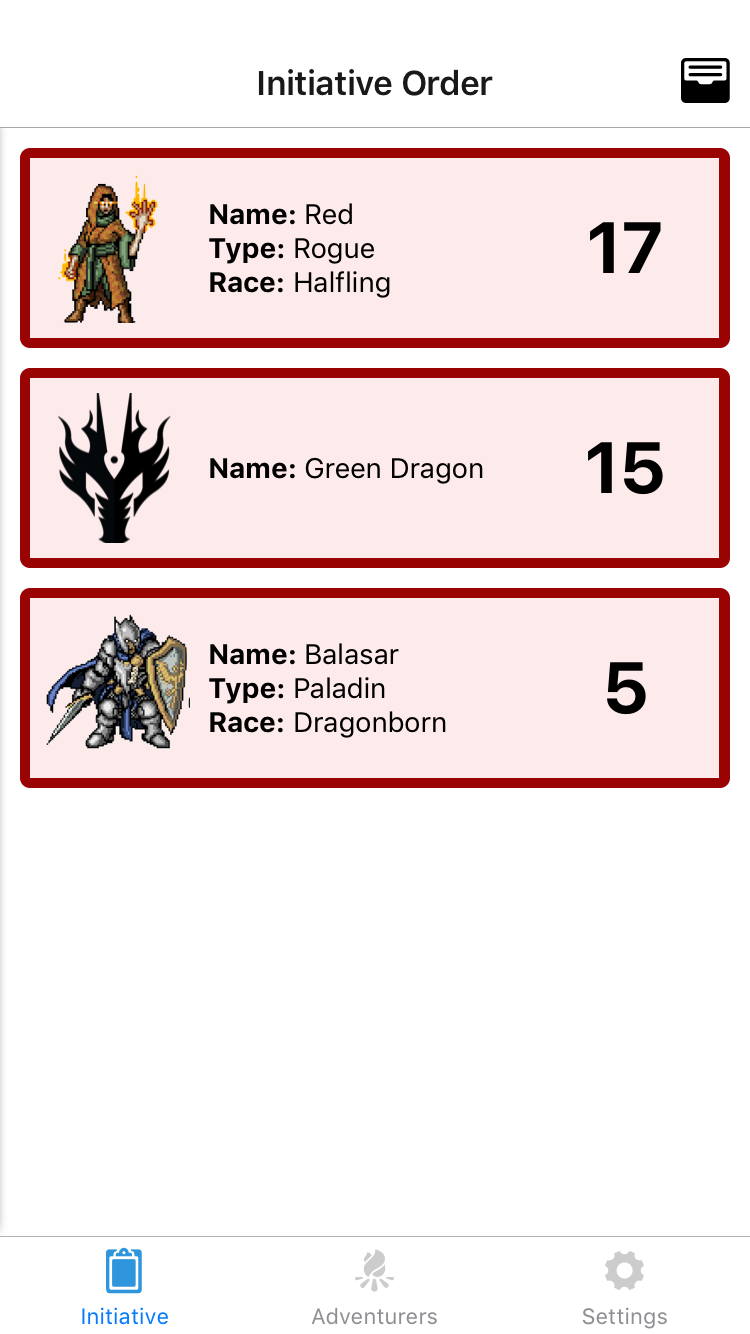 Initiative Order
Name: Red
Type: Rogue
Race: Halfling
17
Name: Green Dragon
15
Name: Balasar
Type: Paladin
Race: Dragonborn
5
Initiative
Adventurers
Settings